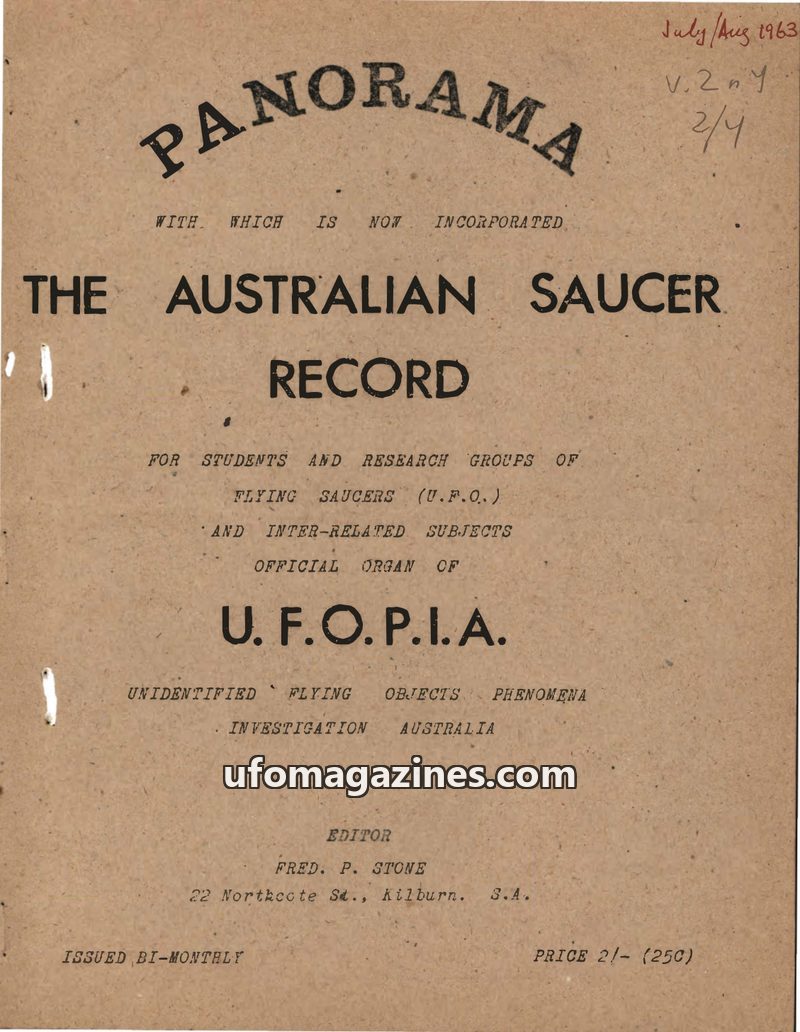 July/Aug 1963
v. 2 n 4
2/4
PANORAMA
WITH WHICH IS NOW INCORPORATED
THE AUSTRALIAN SAUCER
RECORD
FOR STUDENTS AND RESEARCH GROUPS OF
FLYING SAUCERS (U.F.O.)
AND INTER-RELATED SUBJECTS
OFFICIAL ORGAN OF
U.F.O.P.I.A.
UNIDENTIFIED FLYING OBJECTS PHENOMENA
INVESTIGATION AUSTRALIA
ufomagazines.com
EDITOR
FRED. P. STONE
22 Northcote St., Kilburn. S.A.
ISSUED BI-MONTHLY PRICE 2/- (25C)